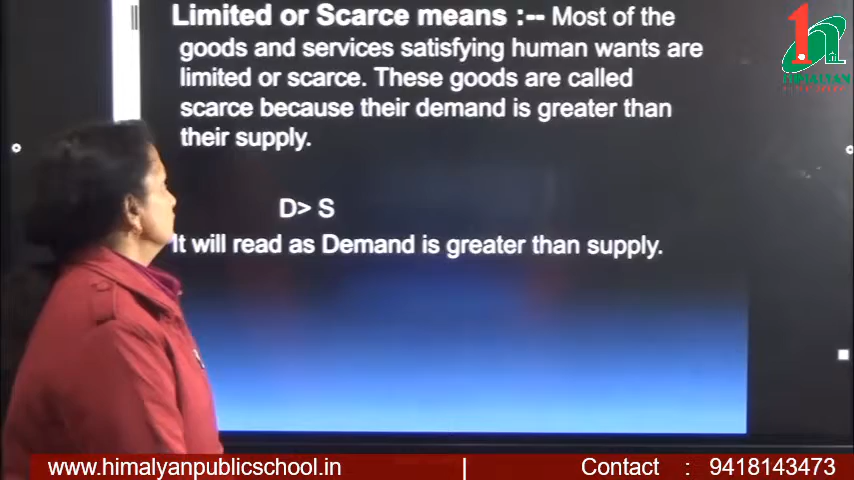 Limited or Scarce means :-- Most of the
goods and services satisfying human wants are
limited or scarce. These goods are called
scarce because their demand is greater than
their supply.
D> S
It will read as Demand is greater than supply.
1h
HIMALYAN
www.himalyanpublicschool.in | Contact : 9418143473